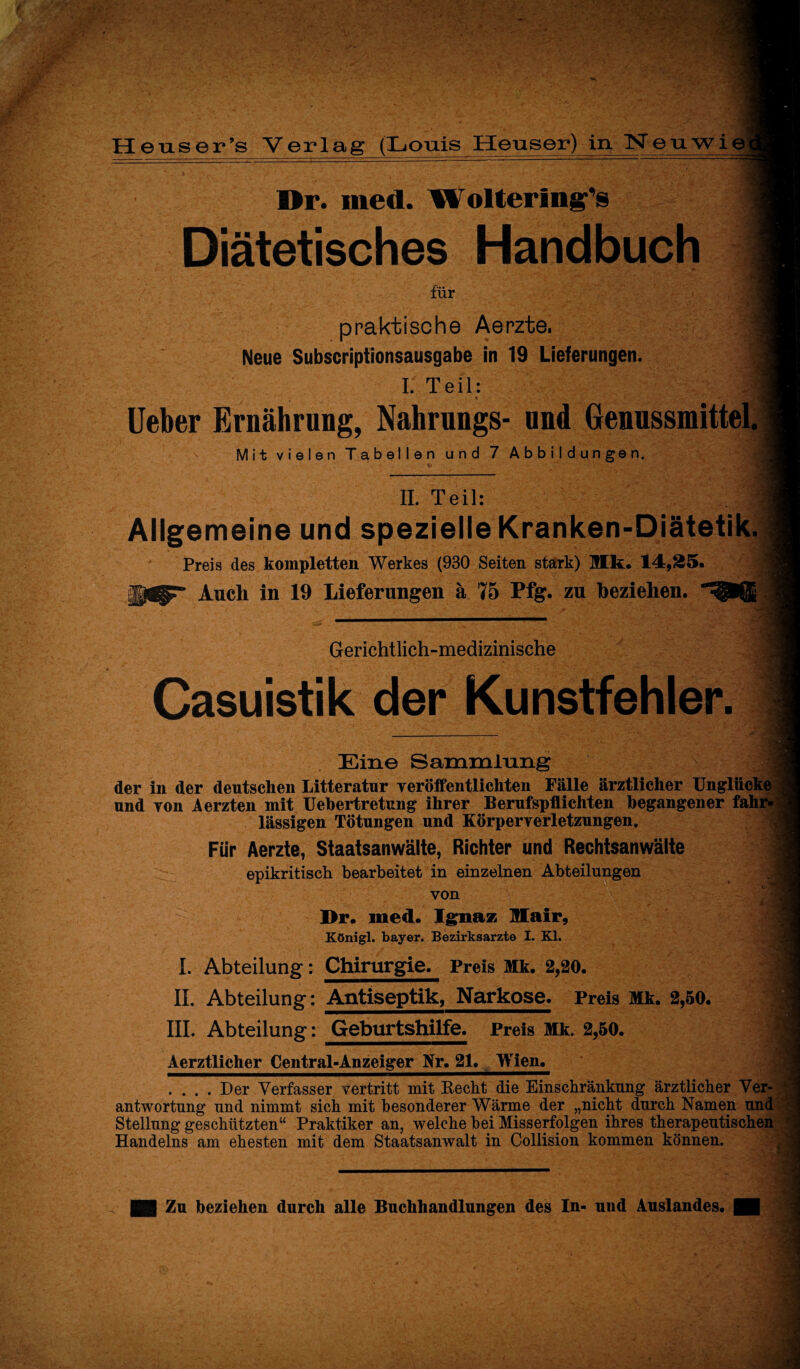 Heuser's Verlag (Louis Heuser) in Neuwied.
Dr. med. Woltering's
Diätetisches Handbuch
für
praktische Aerzte.
Neue Subscriptionsausgabe in 19 Lieferungen.
I. Teil:
Ueber Ernährung, Nahrungs- und Genussmittel.
Mit vielen Tabellen und 7 Abbildungen.
II. Teil:
Allgemeine und spezielle Kranken-Diätetik.
Preis des kompletten Werkes (930 Seiten stark) Mk. 14,25.
Auch in 19 Lieferungen à 75 Pfg. zu beziehen.
Gerichtlich-medizinische
Casuistik der Kunstfehler.
Eine Sammlung
der in der deutschen Litteratur veröffentlichten Fälle ärztlicher Unglücke
und von Aerzten mit Uebertretung ihrer Berufspflichten begangener fahr-
lässigen Tötungen und Körperverletzungen.
Für Aerzte, Staatsanwälte, Richter und Rechtsanwälte
epikritisch bearbeitet in einzelnen Abteilungen
von
Dr. med. Ignaz Mair,
Königl. bayer. Bezirksarzte I. Kl.
I. Abteilung: Chirurgie. Preis Mk. 2,20.
II. Abteilung: Antiseptik, Narkose. Preis Mk. 2,50.
III. Abteilung: Geburtshilfe. Preis Mk. 2,50.
Aerztlicher Central-Anzeiger Nr. 21. Wien.
. . . . Der Verfasser vertritt mit Recht die Einschränkung ärztlicher Ver-
antwortung und nimmt sich mit besonderer Wärme der „nicht durch Namen und
Stellung geschützten“ Praktiker an, welche bei Misserfolgen ihres therapeutischen
Handelns am ehesten mit dem Staatsanwalt in Collision kommen können.
Zu beziehen durch alle Buchhandlungen des In- und Auslandes.